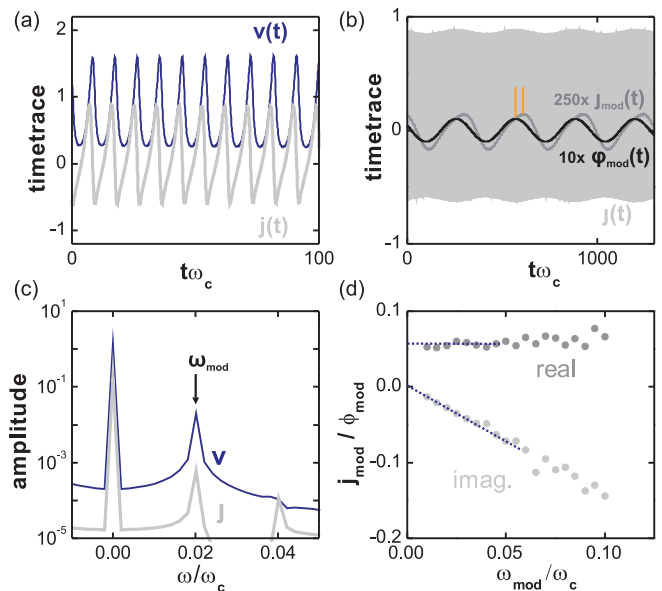 (a)
v(t)
j(t)
timetrace
2
1
0
-1
0
100
tω_c
(b)
250x J_mod(t)
10x φ_mod(t)
J(t)
timetrace
1
0
-1
0
1000
tω_c
(c)
ω_mod
V
J
amplitude
10^1
10^-1
10^-3
10^-5
0.00
0.02
0.04
ω/ω_c
(d)
real
imag.
j_mod / ϕ_mod
0.1
0.0
-0.1
-0.2
0.00
0.05
0.10
ω_mod/ω_c